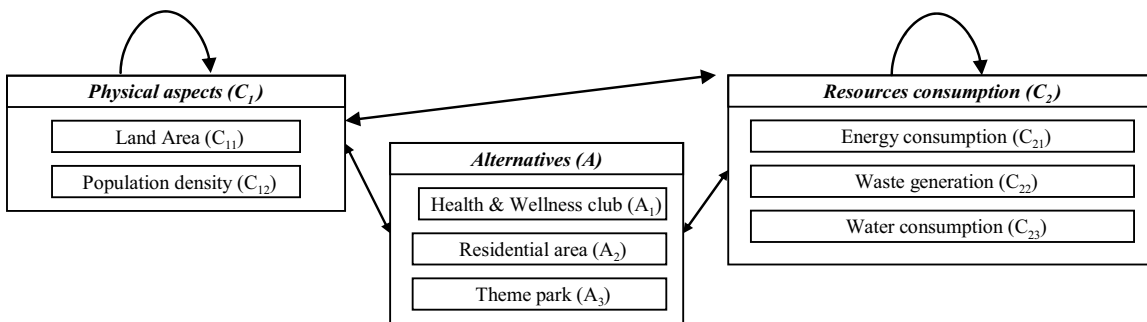 Physical aspects (C1)
Land Area (C11)
Population density (C12)
Alternatives (A)
Health & Wellness club (A1)
Residential area (A2)
Theme park (A3)
Resources consumption (C2)
Energy consumption (C21)
Waste generation (C22)
Water consumption (C23)